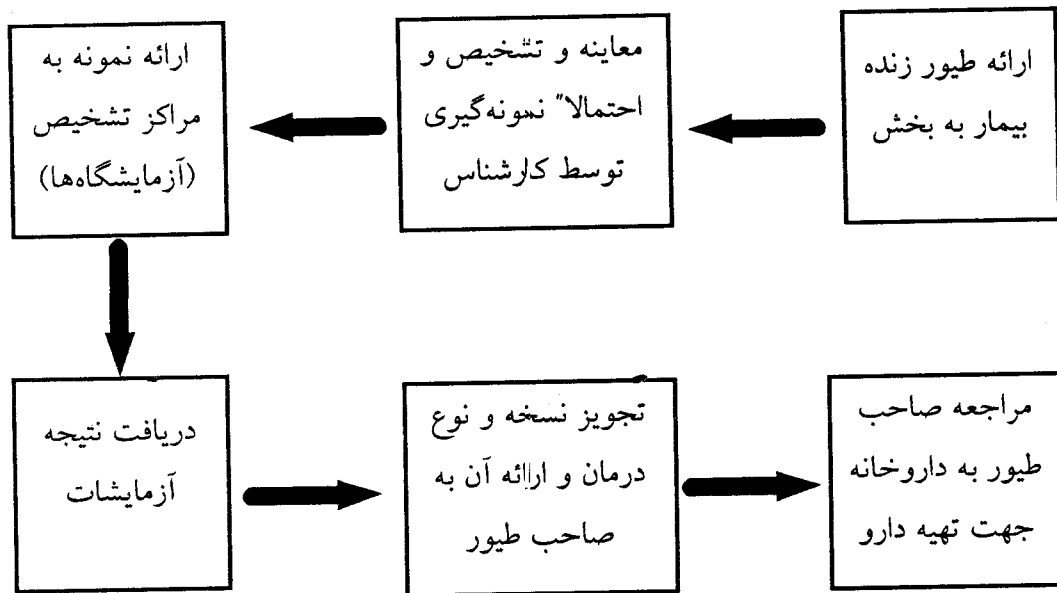 ارائه طیور زنده
بیمار به بخش
معاینه و تشخیص و
احتمالا" نمونه‌گیری
توسط کارشناس
ارائه نمونه به
مراکز تشخیص
(آزمایشگاه‌ها)
دریافت نتیجه
آزمایشات
تجویز نسخه و نوع
درمان و ارائه آن به
صاحب طیور
مراجعه صاحب
طیور به داروخانه
جهت تهیه دارو